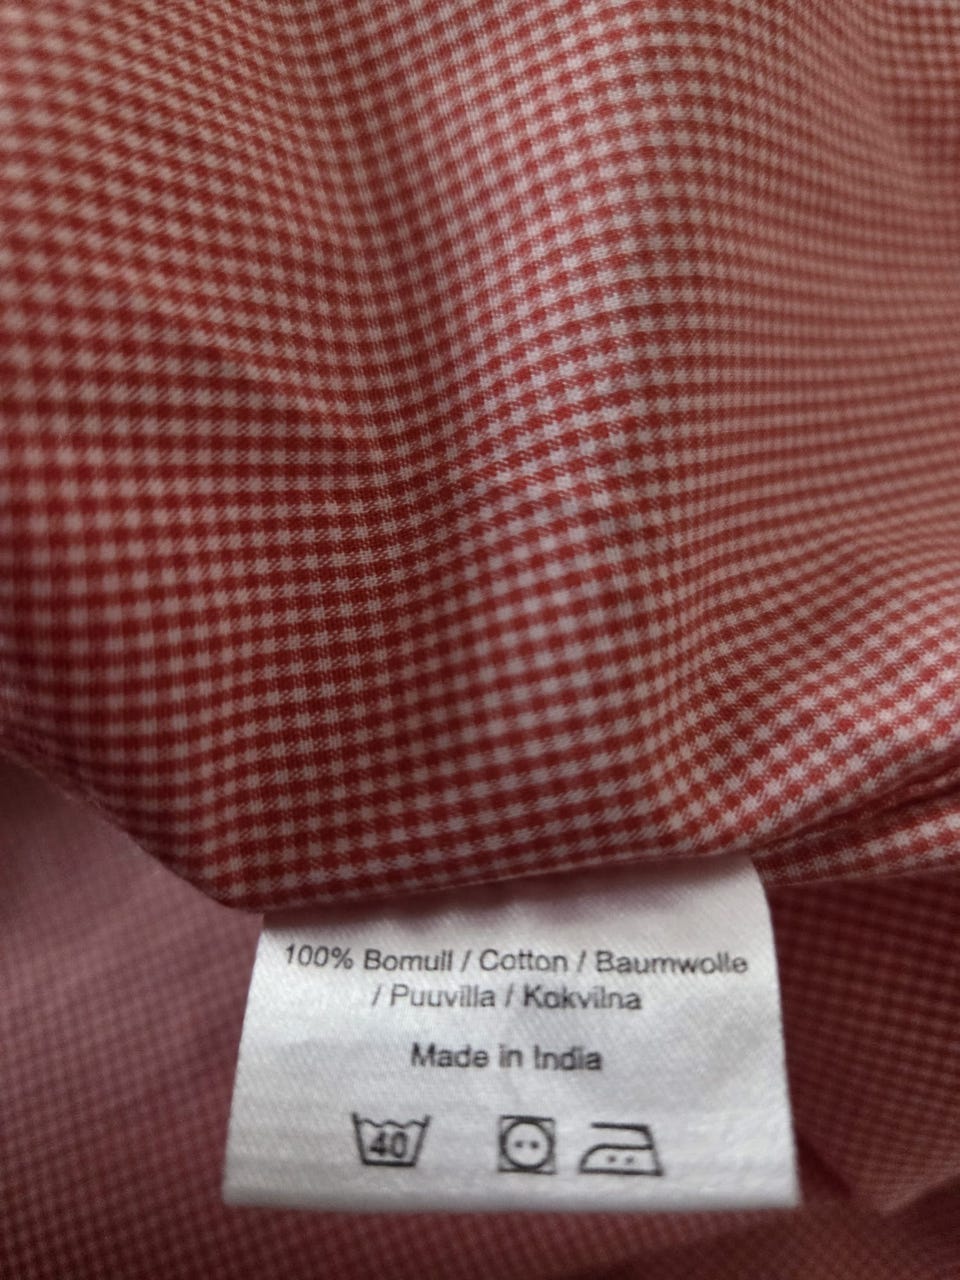 100% Bomull / Cotton / Baumwolle
/ Puuvilla / Kokvilna
Made in India
40